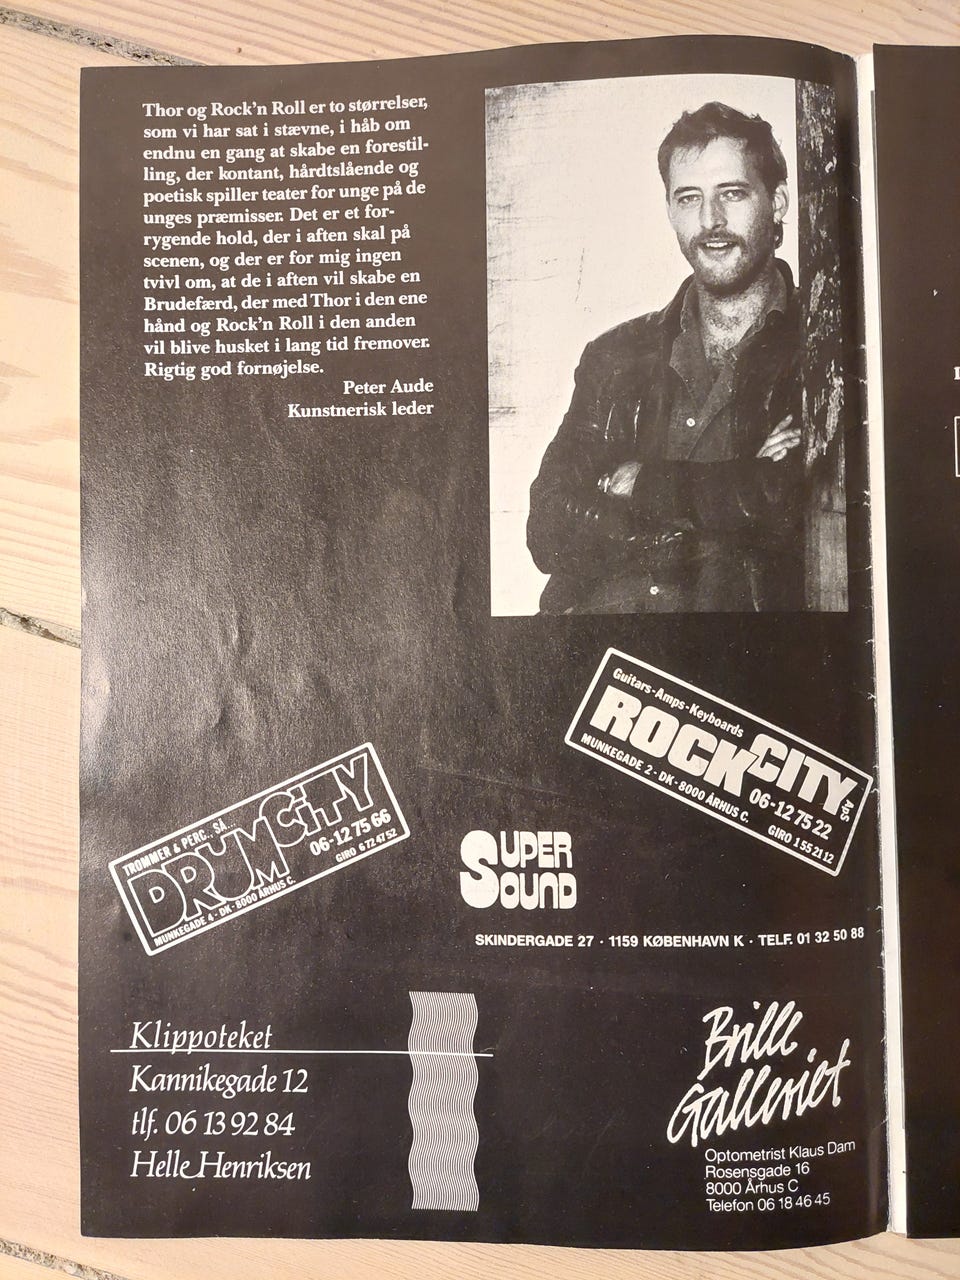 Thor og Rock'n Roll er to størrelser,
som vi har sat i stævne, i håb om
endnu en gang at skabe en forestil-
ling, der kontant, hårdtslående og
poetisk spiller teater for unge på de
unges præmisser. Det er et for-
rygende hold, der i aften skal på
scenen, og der er for mig ingen
tvivl om, at de i aften vil skabe en
Brudefærd, der med Thor i den ene
hånd og Rock'n Roll i den anden
vil blive husket i lang tid fremover.
Rigtig god fornøjelse.
Peter Aude
Kunstnerisk leder
Guitars-Amps-Keyboards
ROCK CITY ApS
MUNKEGADE 2 - DK - 8000 ÅRHUS C.
06-12 75 22
GIRO 1 55 21 12
TROMMER & PERC., SÅ...
DRUMCITY
06-12 75 66
MUNKEGADE 4 - DK - 8000 ÅRHUS C.
GIRO 6 72 47 52
SUPER
SOUND
SKINDERGADE 27 · 1159 KØBENHAVN K · TELF. 01 32 50 88
Klippoteket
Kannikegade 12
tlf. 06 13 92 84
Helle Henriksen
Brille
Galleriet
Optometrist Klaus Dam
Rosensgade 16
8000 Århus C
Telefon 06 18 46 45